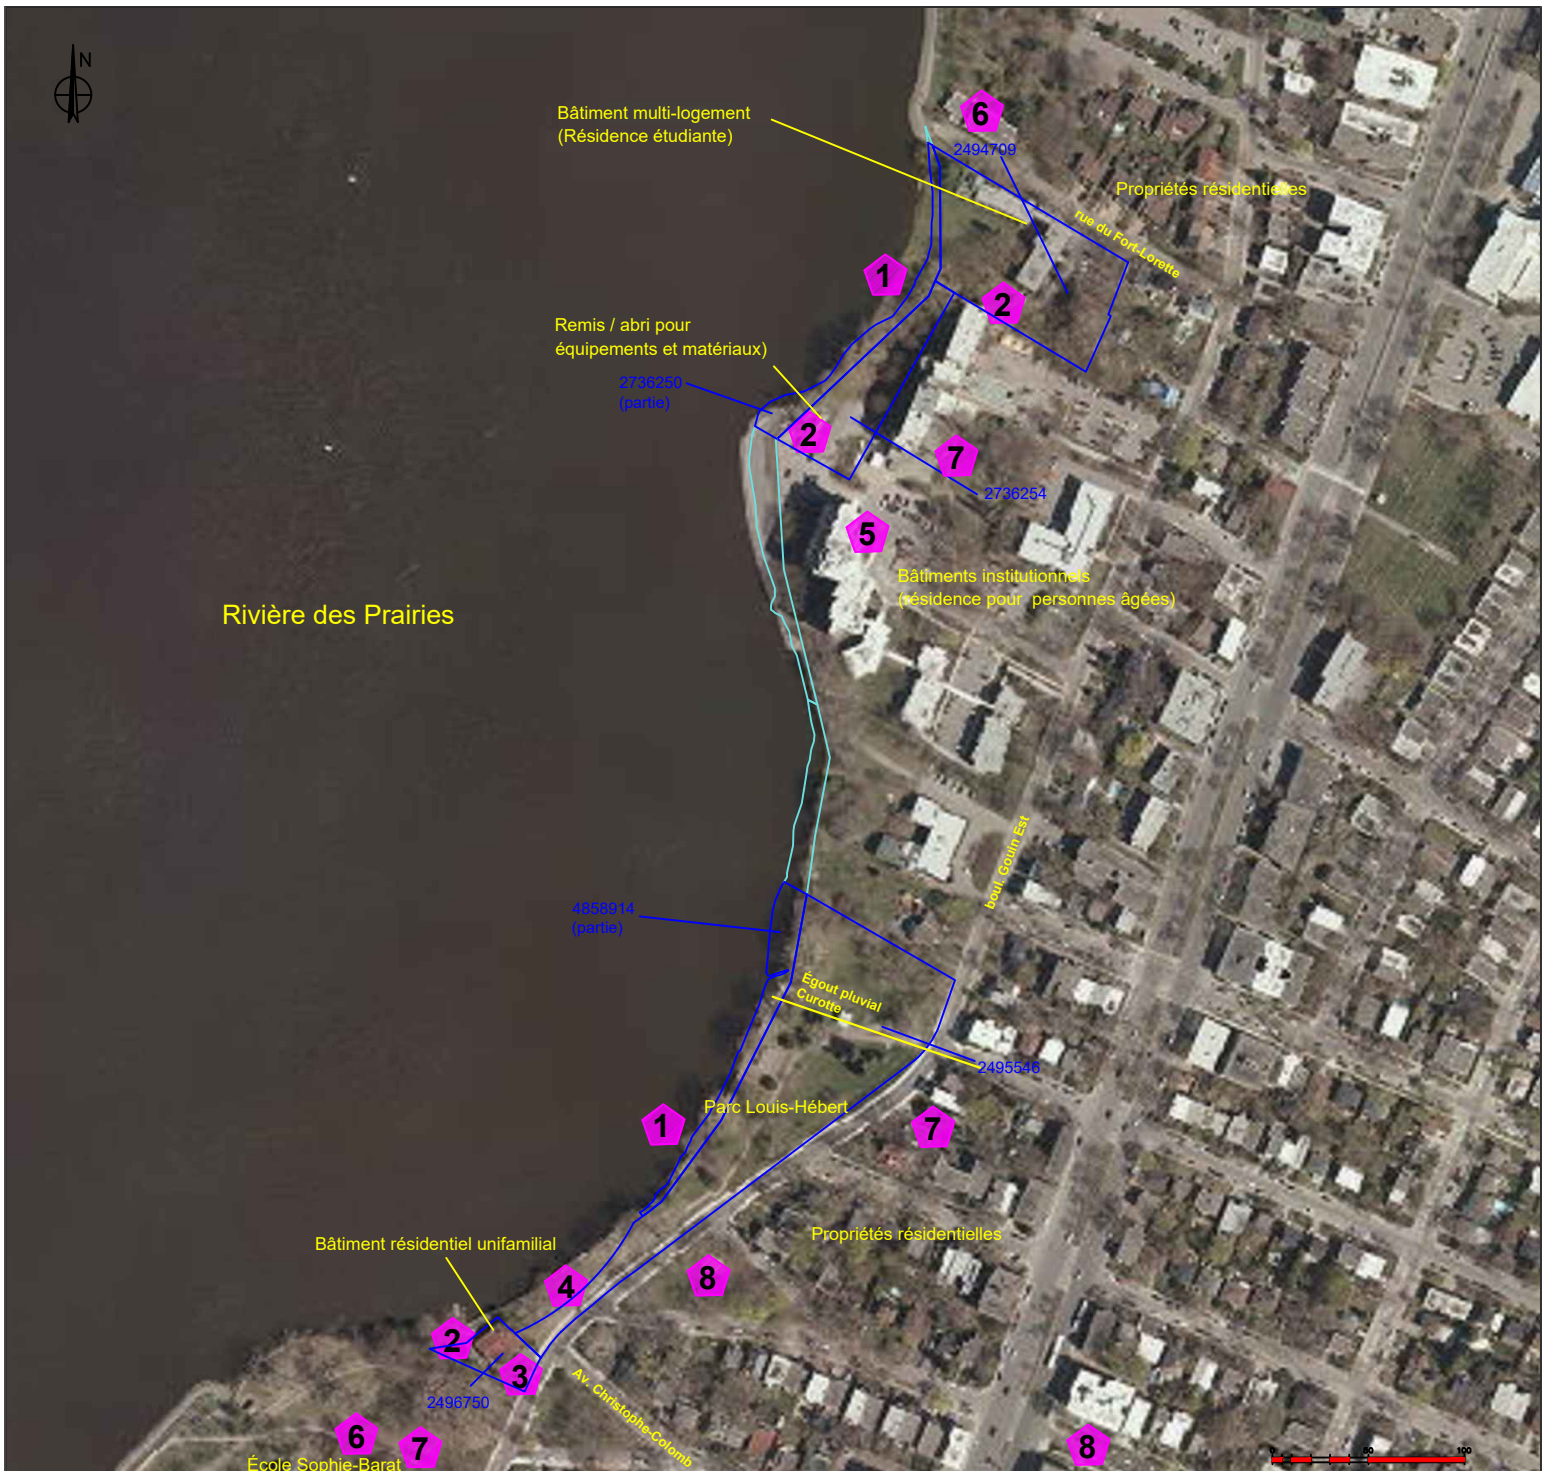 N
Bâtiment multi-logement
(Résidence étudiante)
6
2494709
Propriétés résidentielles
rue du Fort-Lorette
1
2
Remis / abri pour
équipements et matériaux)
2736250
(partie)
2
7
2736254
5
Bâtiments institutionnels
(résidence pour personnes âgées)
Rivière des Prairies
boul. Gouin Est
4858914
(partie)
Égout pluvial
Curotte
2495546
Parc Louis-Hébert
1
7
Propriétés résidentielles
Bâtiment résidentiel unifamilial
4
8
2
3
2496750
Av. Christophe-Colomb
6
7
École Sophie-Barat
8
0 50 100